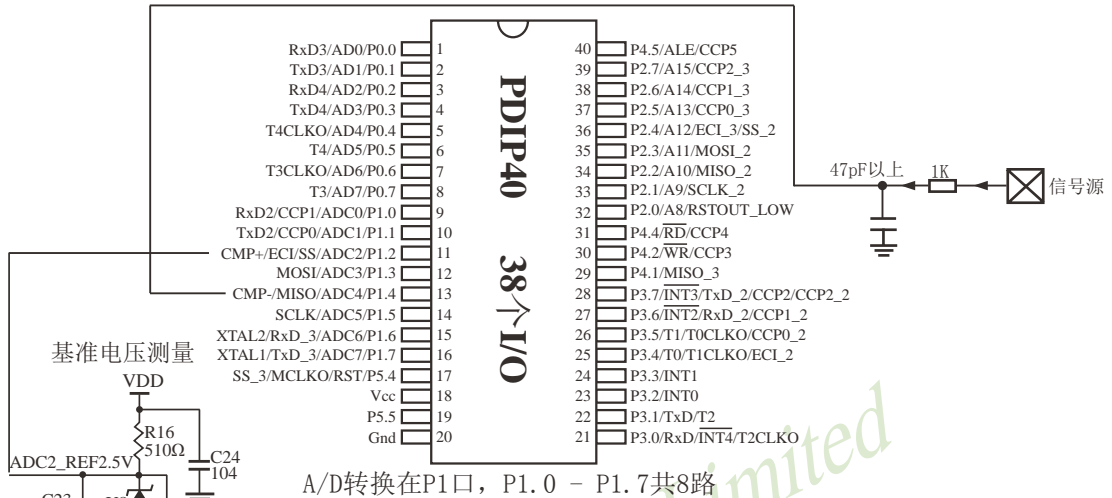 RxD3/AD0/P0.0 1
TxD3/AD1/P0.1 2
RxD4/AD2/P0.2 3
TxD4/AD3/P0.3 4
T4CLKO/AD4/P0.4 5
T4/AD5/P0.5 6
T3CLKO/AD6/P0.6 7
T3/AD7/P0.7 8
RxD2/CCP1/ADC0/P1.0 9
TxD2/CCP0/ADC1/P1.1 10
CMP+/ECI/SS/ADC2/P1.2 11
MOSI/ADC3/P1.3 12
CMP-/MISO/ADC4/P1.4 13
SCLK/ADC5/P1.5 14
XTAL2/RxD_3/ADC6/P1.6 15
XTAL1/TxD_3/ADC7/P1.7 16
SS_3/MCLKO/RST/P5.4 17
Vcc 18
P5.5 19
Gnd 20
PDIP40 38个I/O
40 P4.5/ALE/CCP5
39 P2.7/A15/CCP2_3
38 P2.6/A14/CCP1_3
37 P2.5/A13/CCP0_3
36 P2.4/A12/ECI_3/SS_2
35 P2.3/A11/MOSI_2
34 P2.2/A10/MISO_2
33 P2.1/A9/SCLK_2
32 P2.0/A8/RSTOUT_LOW
31 P4.4/RD/CCP4
30 P4.2/WR/CCP3
29 P4.1/MISO_3
28 P3.7/INT3/TxD_2/CCP2/CCP2_2
27 P3.6/INT2/RxD_2/CCP1_2
26 P3.5/T1/T0CLKO/CCP0_2
25 P3.4/T0/T1CLKO/ECI_2
24 P3.3/INT1
23 P3.2/INT0
22 P3.1/TxD/T2
21 P3.0/RxD/INT4/T2CLKO
47pF以上 1K 信号源
基准电压测量
VDD
R16
510Ω
C24
104
ADC2_REF2.5V
A/D转换在P1口, P1.0 - P1.7共8路